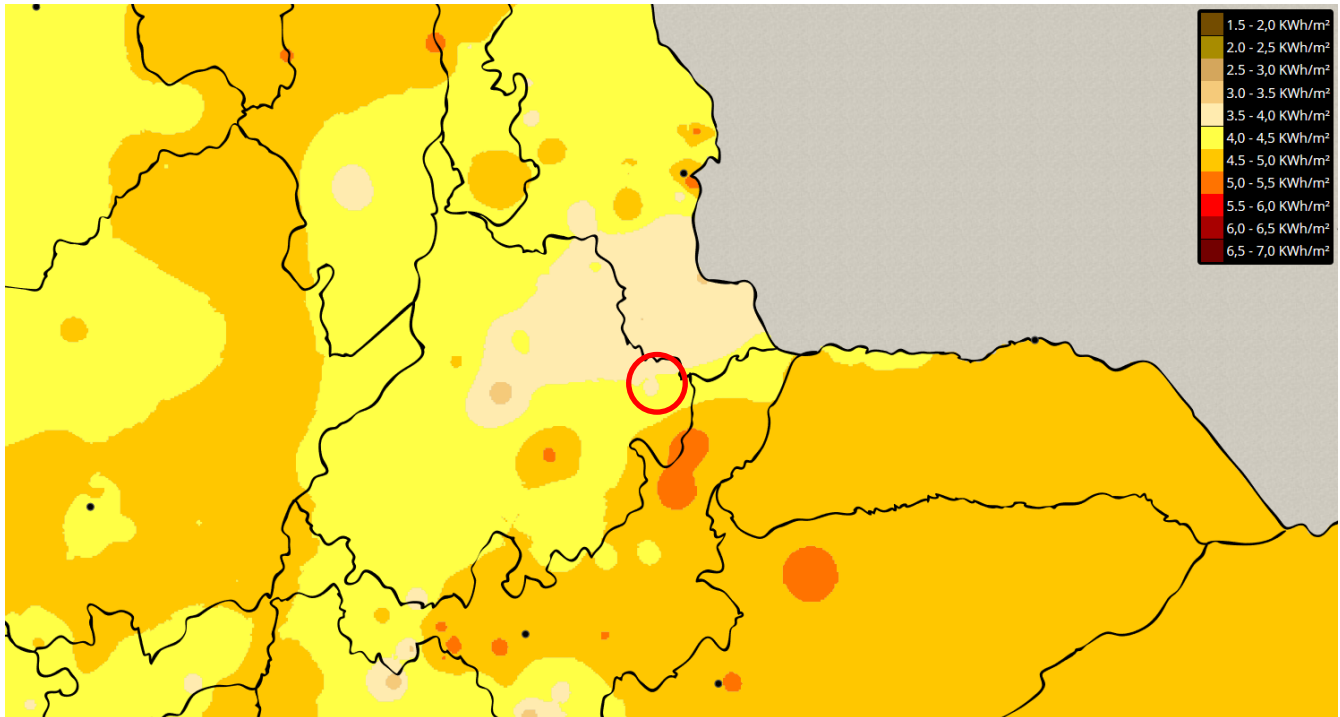 1.5 - 2,0 KWh/m²
2.0 - 2,5 KWh/m²
2.5 - 3,0 KWh/m²
3.0 - 3.5 KWh/m²
3.5 - 4,0 KWh/m²
4,0 - 4,5 KWh/m²
4.5 - 5,0 KWh/m²
5,0 - 5,5 KWh/m²
5.5 - 6,0 KWh/m²
6,0 - 6,5 KWh/m²
6,5 - 7,0 KWh/m²